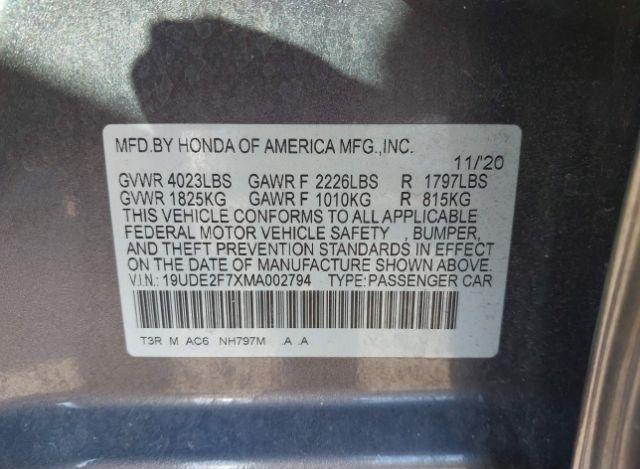 MFD.BY HONDA OF AMERICA MFG.,INC.
11/'20
GVWR 4023LBS GAWR F 2226LBS R 1797LBS
GVWR 1825KG GAWR F 1010KG R 815KG
THIS VEHICLE CONFORMS TO ALL APPLICABLE
FEDERAL MOTOR VEHICLE SAFETY , BUMPER,
AND THEFT PREVENTION STANDARDS IN EFFECT
ON THE DATE OF MANUFACTURE SHOWN ABOVE.
V.I.N.: 19UDE2F7XMA002794 TYPE:PASSENGER CAR
T3R M AC6 NH797M .A .A